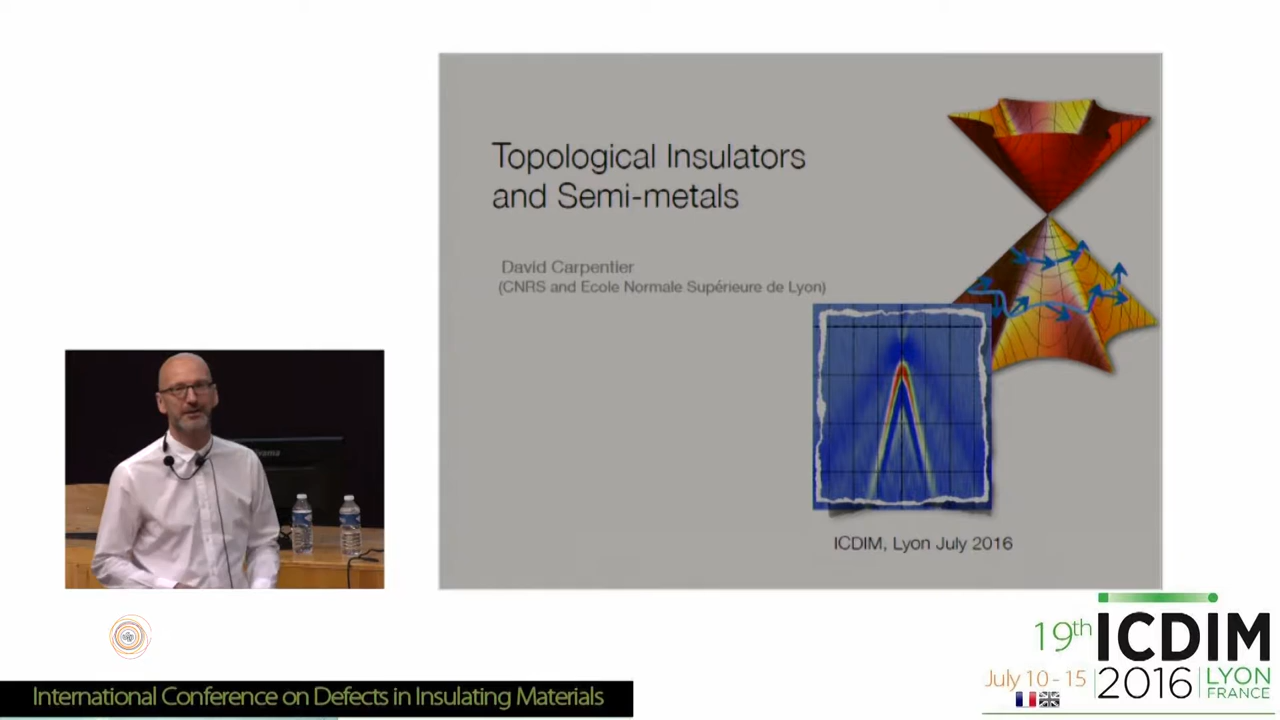 Topological Insulators
and Semi-metals
David Carpentier
(CNRS and Ecole Normale Supérieure de Lyon)
ICDIM, Lyon July 2016
19th ICDIM
July 10 - 15
2016
LYON
FRANCE
International Conference on Defects in Insulating Materials